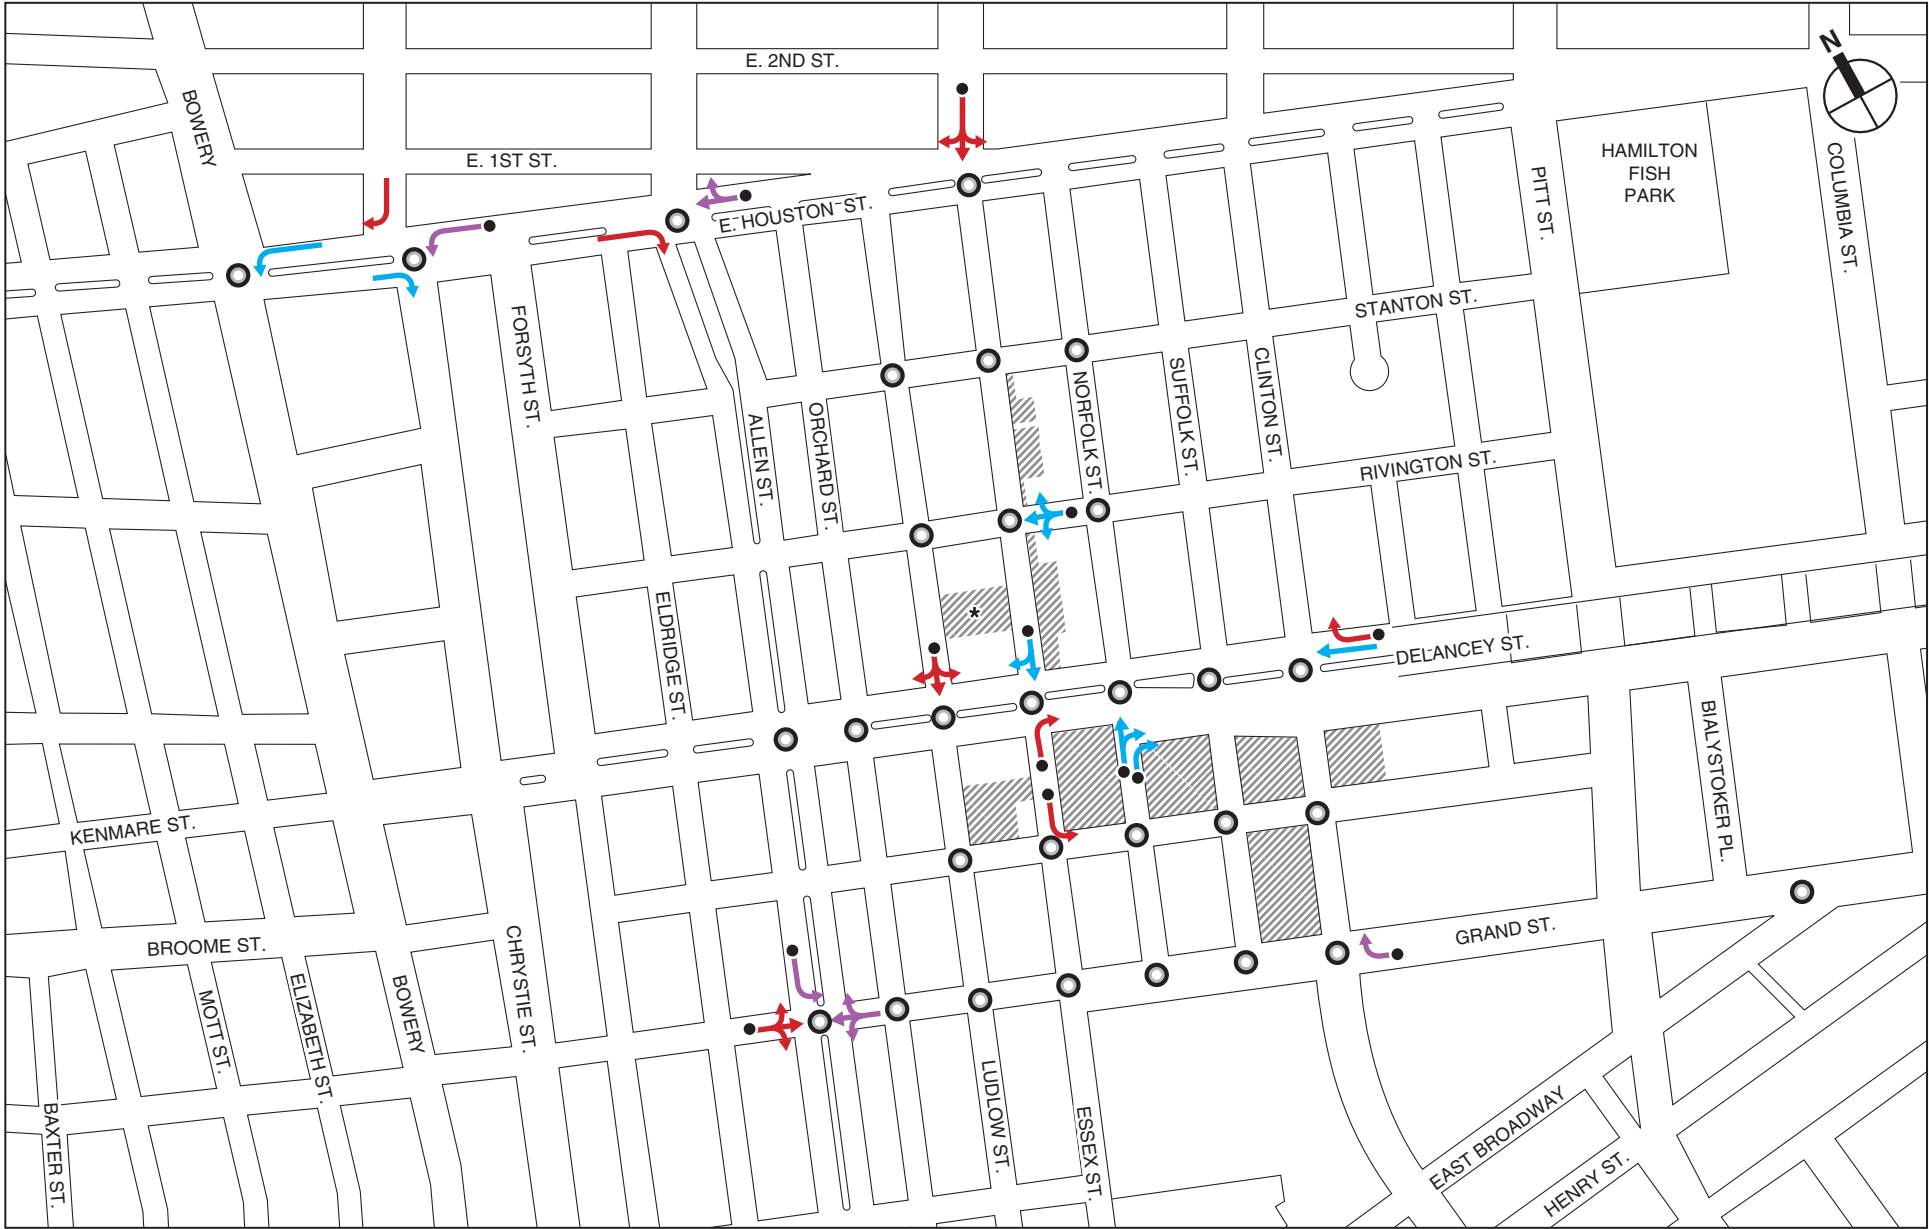 N
E. 2ND ST.
BOWERY
E. 1ST ST.
HAMILTON
FISH
PARK
COLUMBIA ST.
PITT ST.
E. HOUSTON ST.
STANTON ST.
FORSYTH ST.
NORFOLK ST.
SUFFOLK ST.
CLINTON ST.
ALLEN ST.
ORCHARD ST.
RIVINGTON ST.
ELDRIDGE ST.
*
DELANCEY ST.
BIALYSTOKER PL.
KENMARE ST.
BROOME ST.
CHRYSTIE ST.
GRAND ST.
MOTT ST.
ELIZABETH ST.
BOWERY
LUDLOW ST.
ESSEX ST.
BAXTER ST.
EAST BROADWAY
HENRY ST.